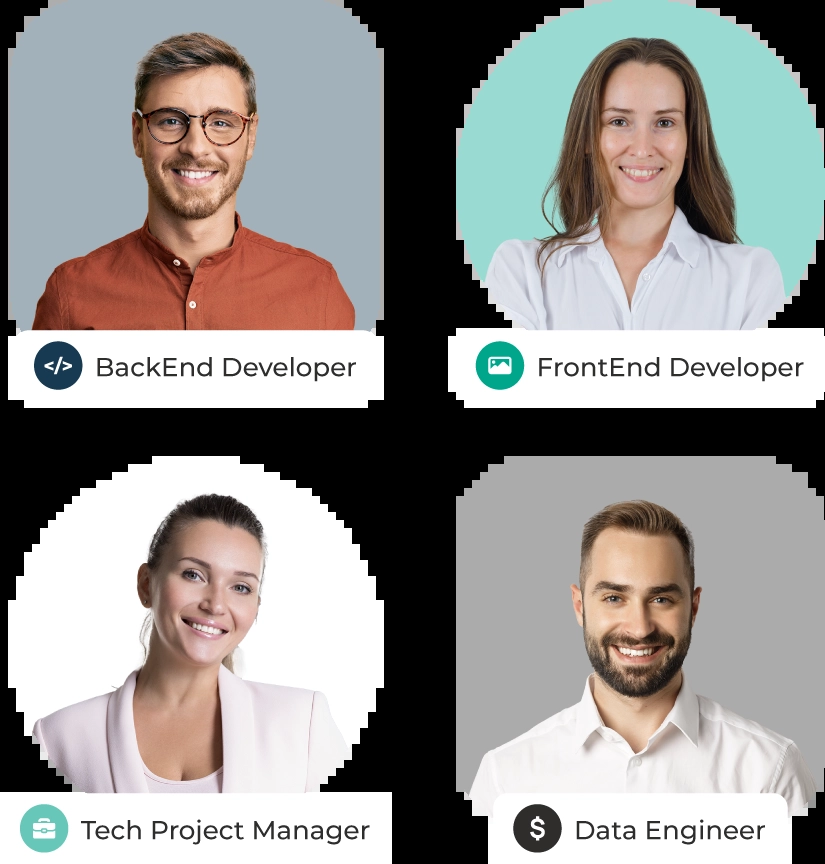 BackEnd Developer
FrontEnd Developer
Tech Project Manager
Data Engineer